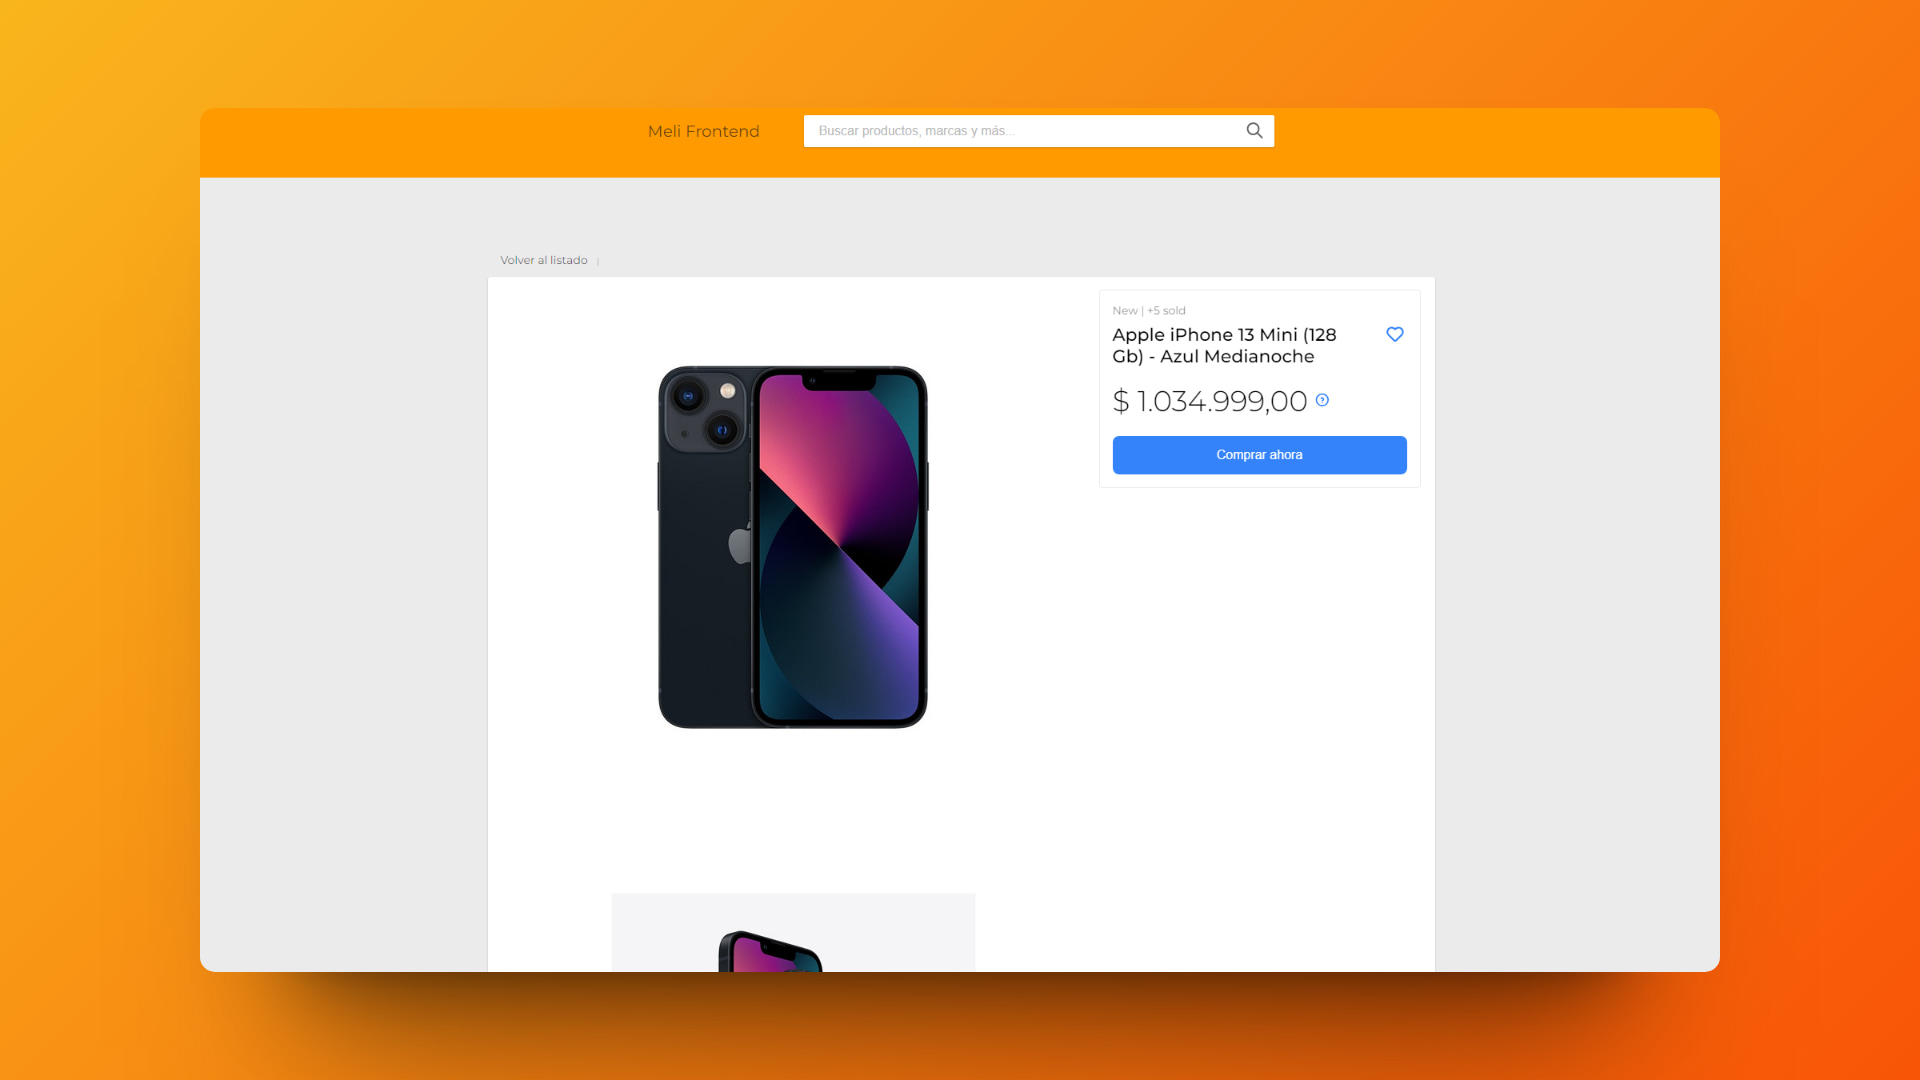 Meli Frontend
Buscar productos, marcas y más...
Volver al listado |
New | +5 sold
Apple iPhone 13 Mini (128
Gb) - Azul Medianoche
$ 1.034.999,00
Comprar ahora